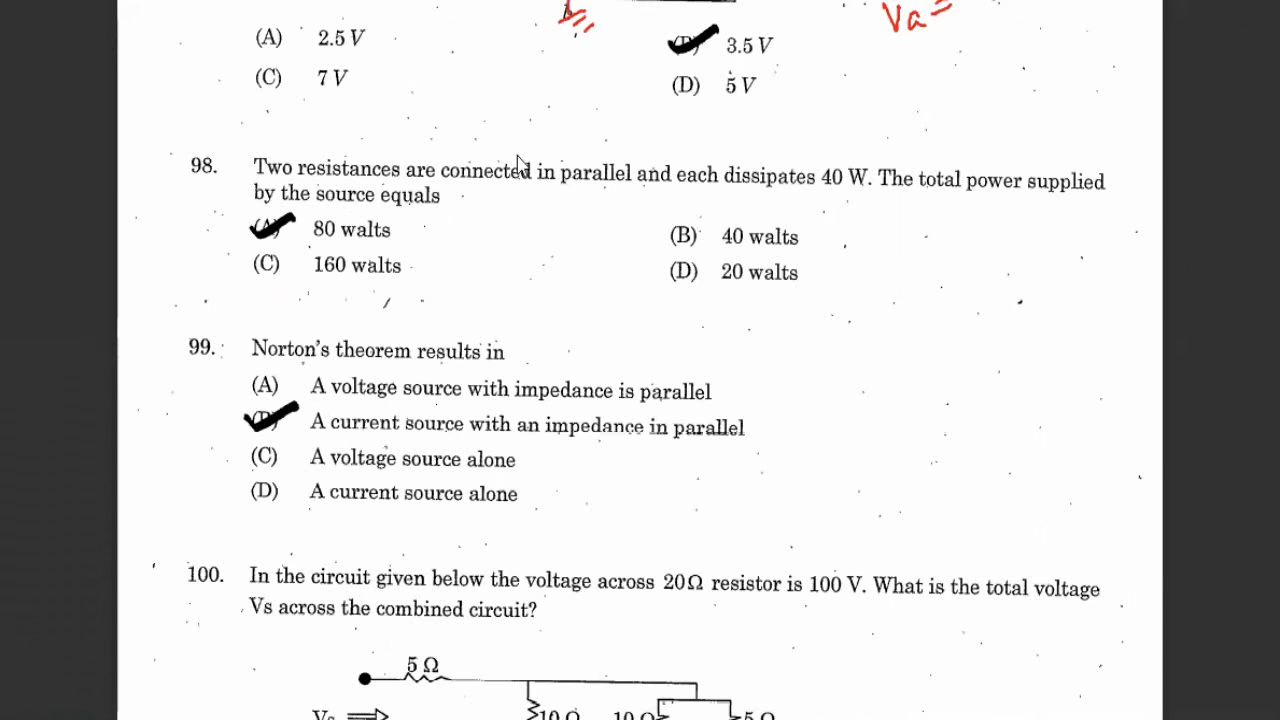 Va=
(A) 2.5 V
3.5 V
(C) 7 V
(D) 5 V
98. Two resistances are connected in parallel and each dissipates 40 W. The total power supplied
by the source equals
(A) 80 walts
(B) 40 walts
(C) 160 walts
(D) 20 walts
99. Norton's theorem results in
(A) A voltage source with impedance is parallel
A current source with an impedance in parallel
(C) A voltage source alone
(D) A current source alone
100. In the circuit given below the voltage across 20Ω resistor is 100 V. What is the total voltage
Vs across the combined circuit?
5 Ω
Vs 10 Ω 10 Ω 5 Ω